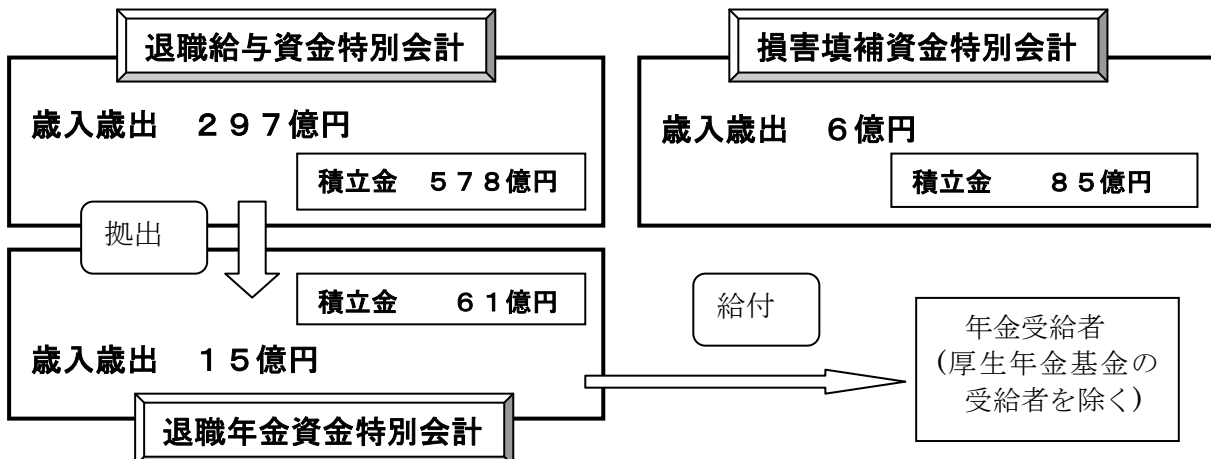 退職給与資金特別会計
歳入歳出　２９７億円
積立金　５７８億円
拠出
積立金　　６１億円
歳入歳出　１５億円
退職年金資金特別会計
損害填補資金特別会計
歳入歳出　６億円
積立金　　８５億円
給付
年金受給者
(厚生年金基金の
受給者を除く)